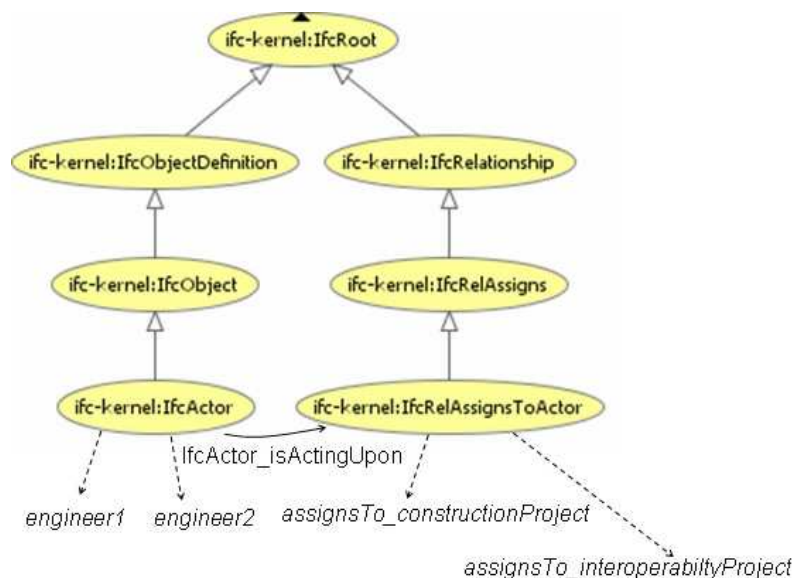 ifc-kernel:IfcRoot
ifc-kernel:IfcObjectDefinition
ifc-kernel:IfcRelationship
ifc-kernel:IfcObject
ifc-kernel:IfcRelAssigns
ifc-kernel:IfcActor
ifc-kernel:IfcRelAssignsToActor
IfcActor_isActingUpon
engineer1
engineer2
assignsTo_constructionProject
assignsTo_interoperabiltyProject